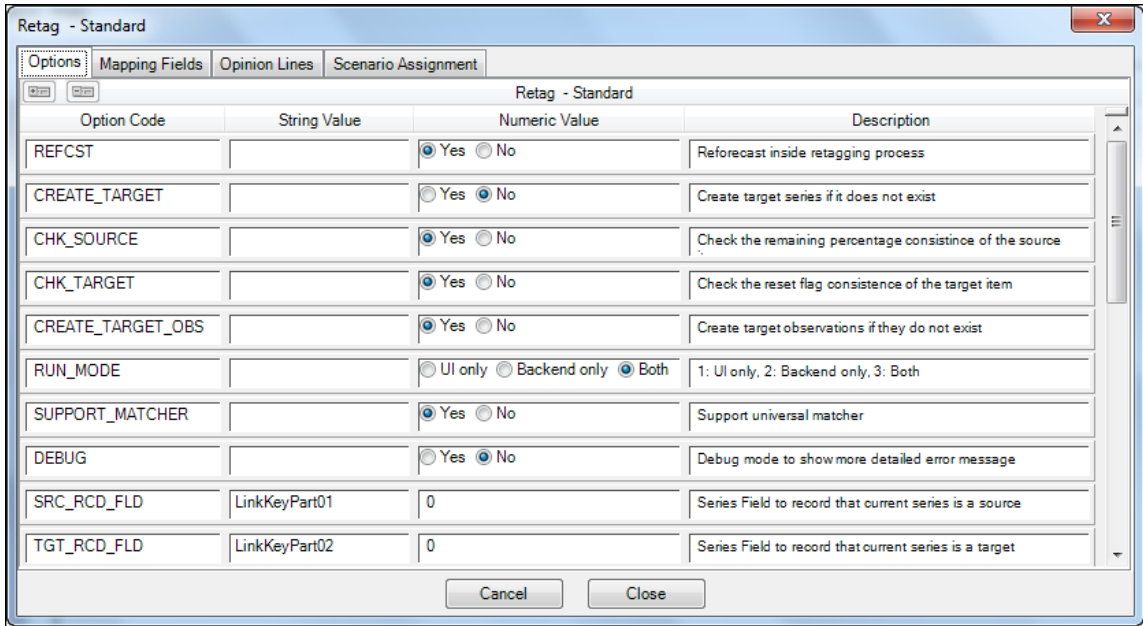 Retag - Standard
Options Mapping Fields Opinion Lines Scenario Assignment
Retag - Standard
Option Code String Value Numeric Value Description
REFCST Yes No Reforecast inside retagging process
CREATE_TARGET Yes No Create target series if it does not exist
CHK_SOURCE Yes No Check the remaining percentage consistince of the source
CHK_TARGET Yes No Check the reset flag consistence of the target item
CREATE_TARGET_OBS Yes No Create target observations if they do not exist
RUN_MODE UI only Backend only Both 1: UI only, 2: Backend only, 3: Both
SUPPORT_MATCHER Yes No Support universal matcher
DEBUG Yes No Debug mode to show more detailed error message
SRC_RCD_FLD LinkKeyPart01 0 Series Field to record that current series is a source
TGT_RCD_FLD LinkKeyPart02 0 Series Field to record that current series is a target
Cancel Close